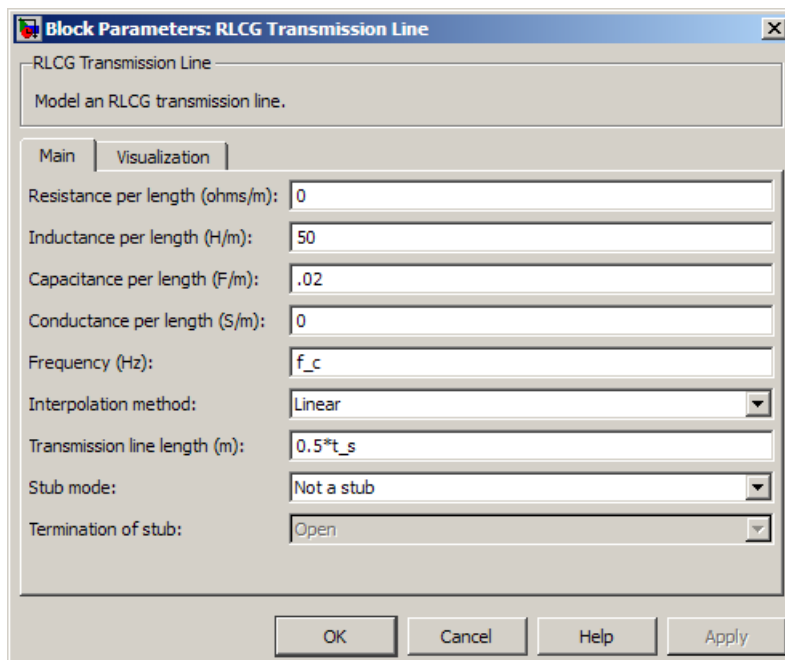 Block Parameters: RLCG Transmission Line
RLCG Transmission Line
Model an RLCG transmission line.
Main Visualization
Resistance per length (ohms/m): 0
Inductance per length (H/m): 50
Capacitance per length (F/m): .02
Conductance per length (S/m): 0
Frequency (Hz): f_c
Interpolation method: Linear
Transmission line length (m): 0.5*t_s
Stub mode: Not a stub
Termination of stub: Open
OK Cancel Help Apply